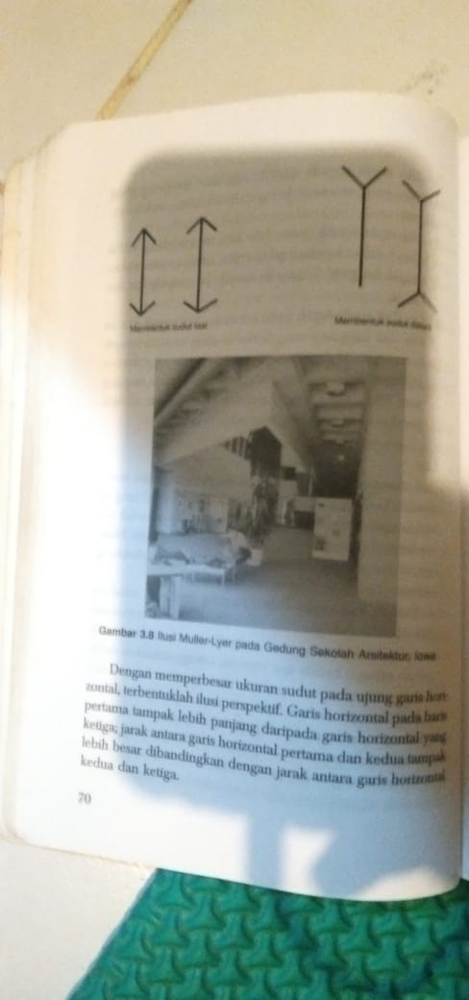 Membentuk sudut luar
Membentuk sudut dalam
Gambar 3.8 Ilusi Muller-Lyer pada Gedung Sekolah Arsitektur, Iowa
Dengan memperbesar ukuran sudut pada ujung garis hori-
zontal, terbentuklah ilusi perspektif. Garis horizontal pada baris
pertama tampak lebih panjang daripada garis horizontal yang
ketiga; jarak antara garis horizontal pertama dan kedua tampak
lebih besar dibandingkan dengan jarak antara garis horizontal
kedua dan ketiga.
70